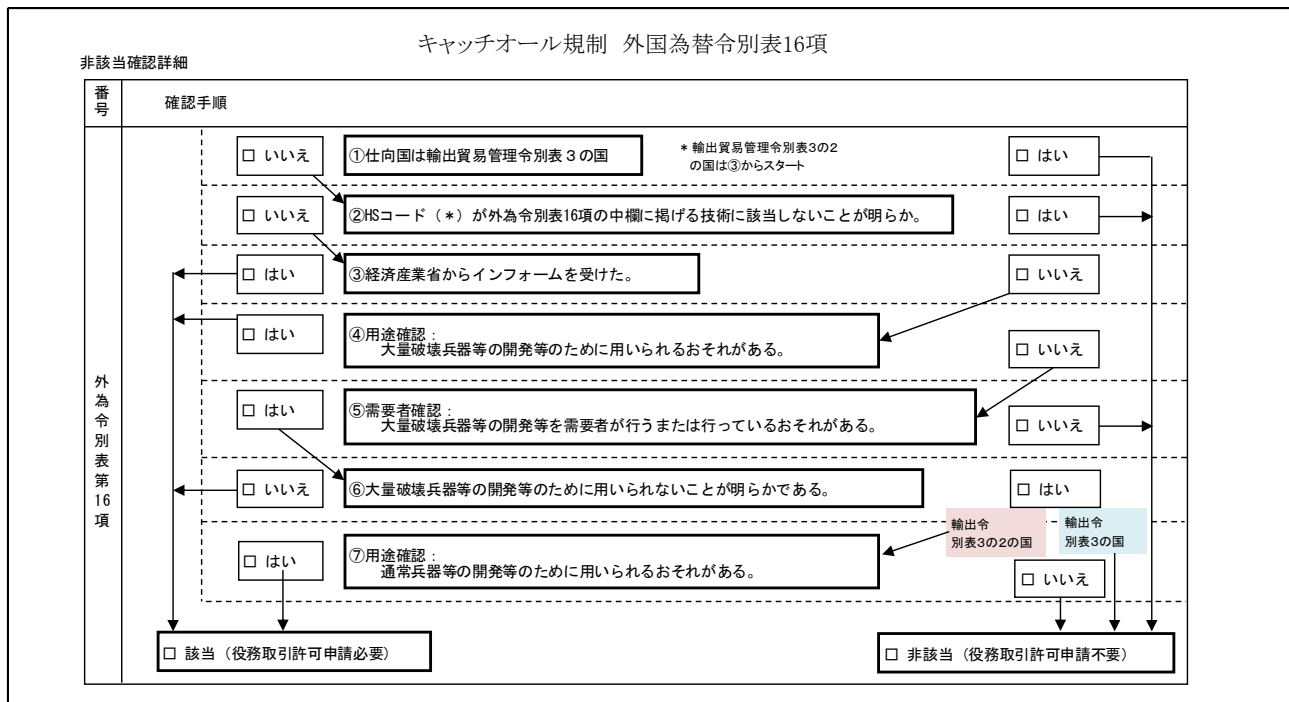 キャッチオール規制 外国為替令別表16項
非該当確認詳細
番号
確認手順
外為令別表第16項
□ いいえ
①仕向国は輸出貿易管理令別表３の国
* 輸出貿易管理令別表3の2
の国は③からスタート
□ はい
□ いいえ
②HSコード（*）が外為令別表16項の中欄に掲げる技術に該当しないことが明らか。
□ はい
□ はい
③経済産業省からインフォームを受けた。
□ いいえ
□ はい
④用途確認：
大量破壊兵器等の開発等のために用いられるおそれがある。
□ いいえ
□ はい
⑤需要者確認：
大量破壊兵器等の開発等を需要者が行うまたは行っているおそれがある。
□ いいえ
□ いいえ
⑥大量破壊兵器等の開発等のために用いられないことが明らかである。
□ はい
輸出令
別表3の2の国
輸出令
別表3の国
□ はい
⑦用途確認：
通常兵器等の開発等のために用いられるおそれがある。
□ いいえ
□ 該当（役務取引許可申請必要）
□ 非該当（役務取引許可申請不要）